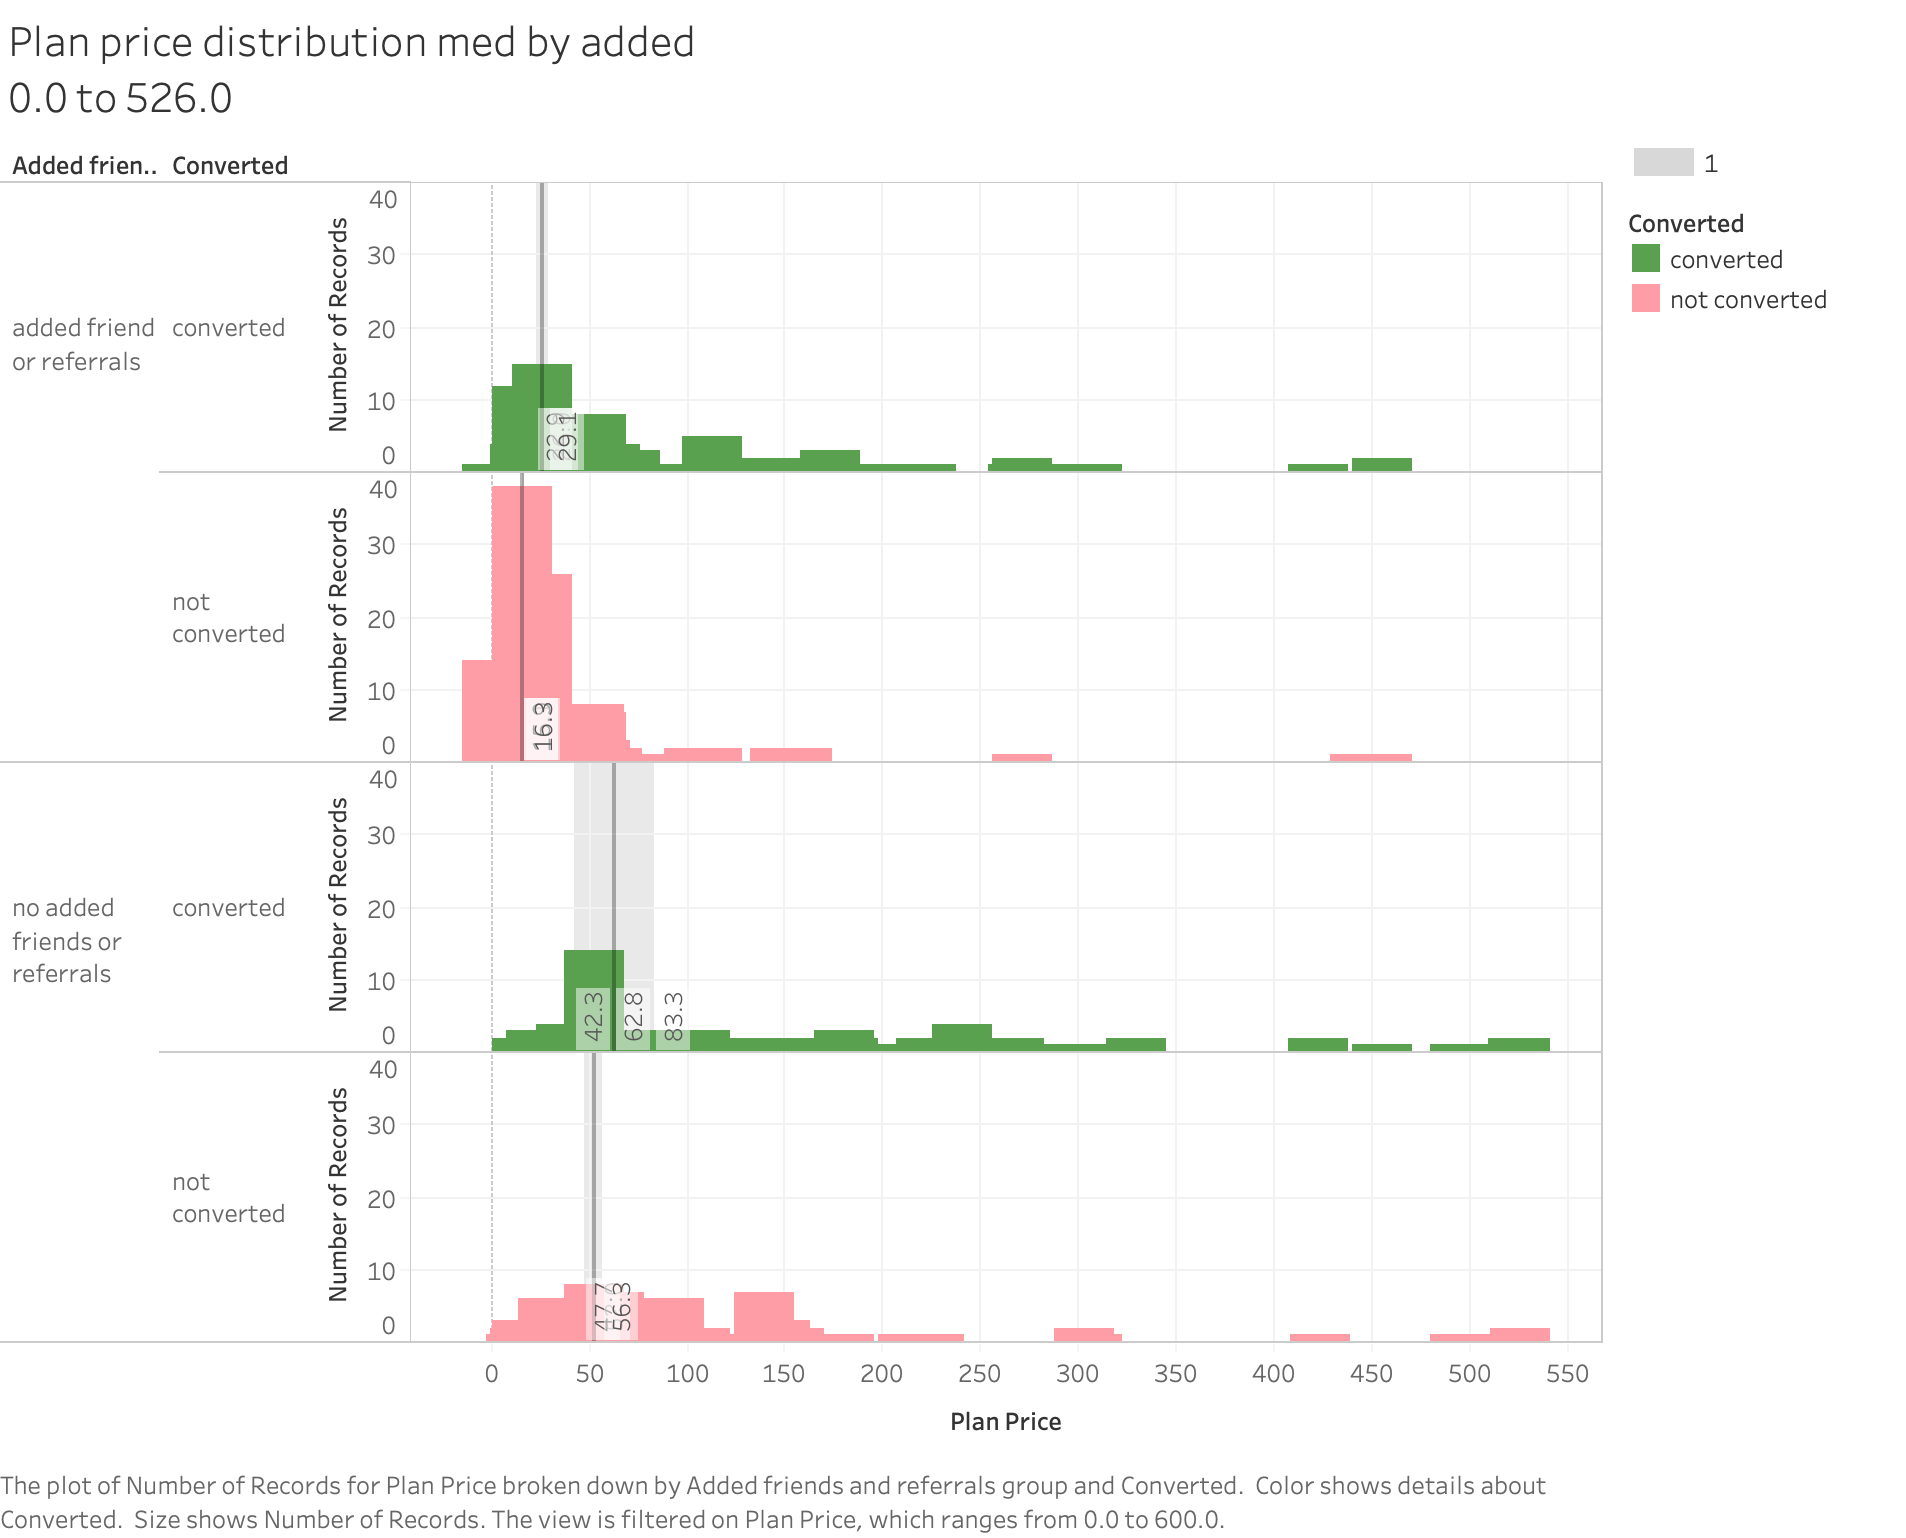 Plan price distribution med by added
0.0 to 526.0
Added frien.. Converted
1
Converted
converted
not converted
added friend
or referrals
converted
Number of Records
40
30
20
10
0
22.9
29.1
not
converted
Number of Records
40
30
20
10
0
16.3
no added
friends or
referrals
converted
Number of Records
40
30
20
10
0
42.3
62.8
83.3
not
converted
Number of Records
40
30
20
10
0
47.7
56.3
0 50 100 150 200 250 300 350 400 450 500 550
Plan Price
The plot of Number of Records for Plan Price broken down by Added friends and referrals group and Converted. Color shows details about
Converted. Size shows Number of Records. The view is filtered on Plan Price, which ranges from 0.0 to 600.0.